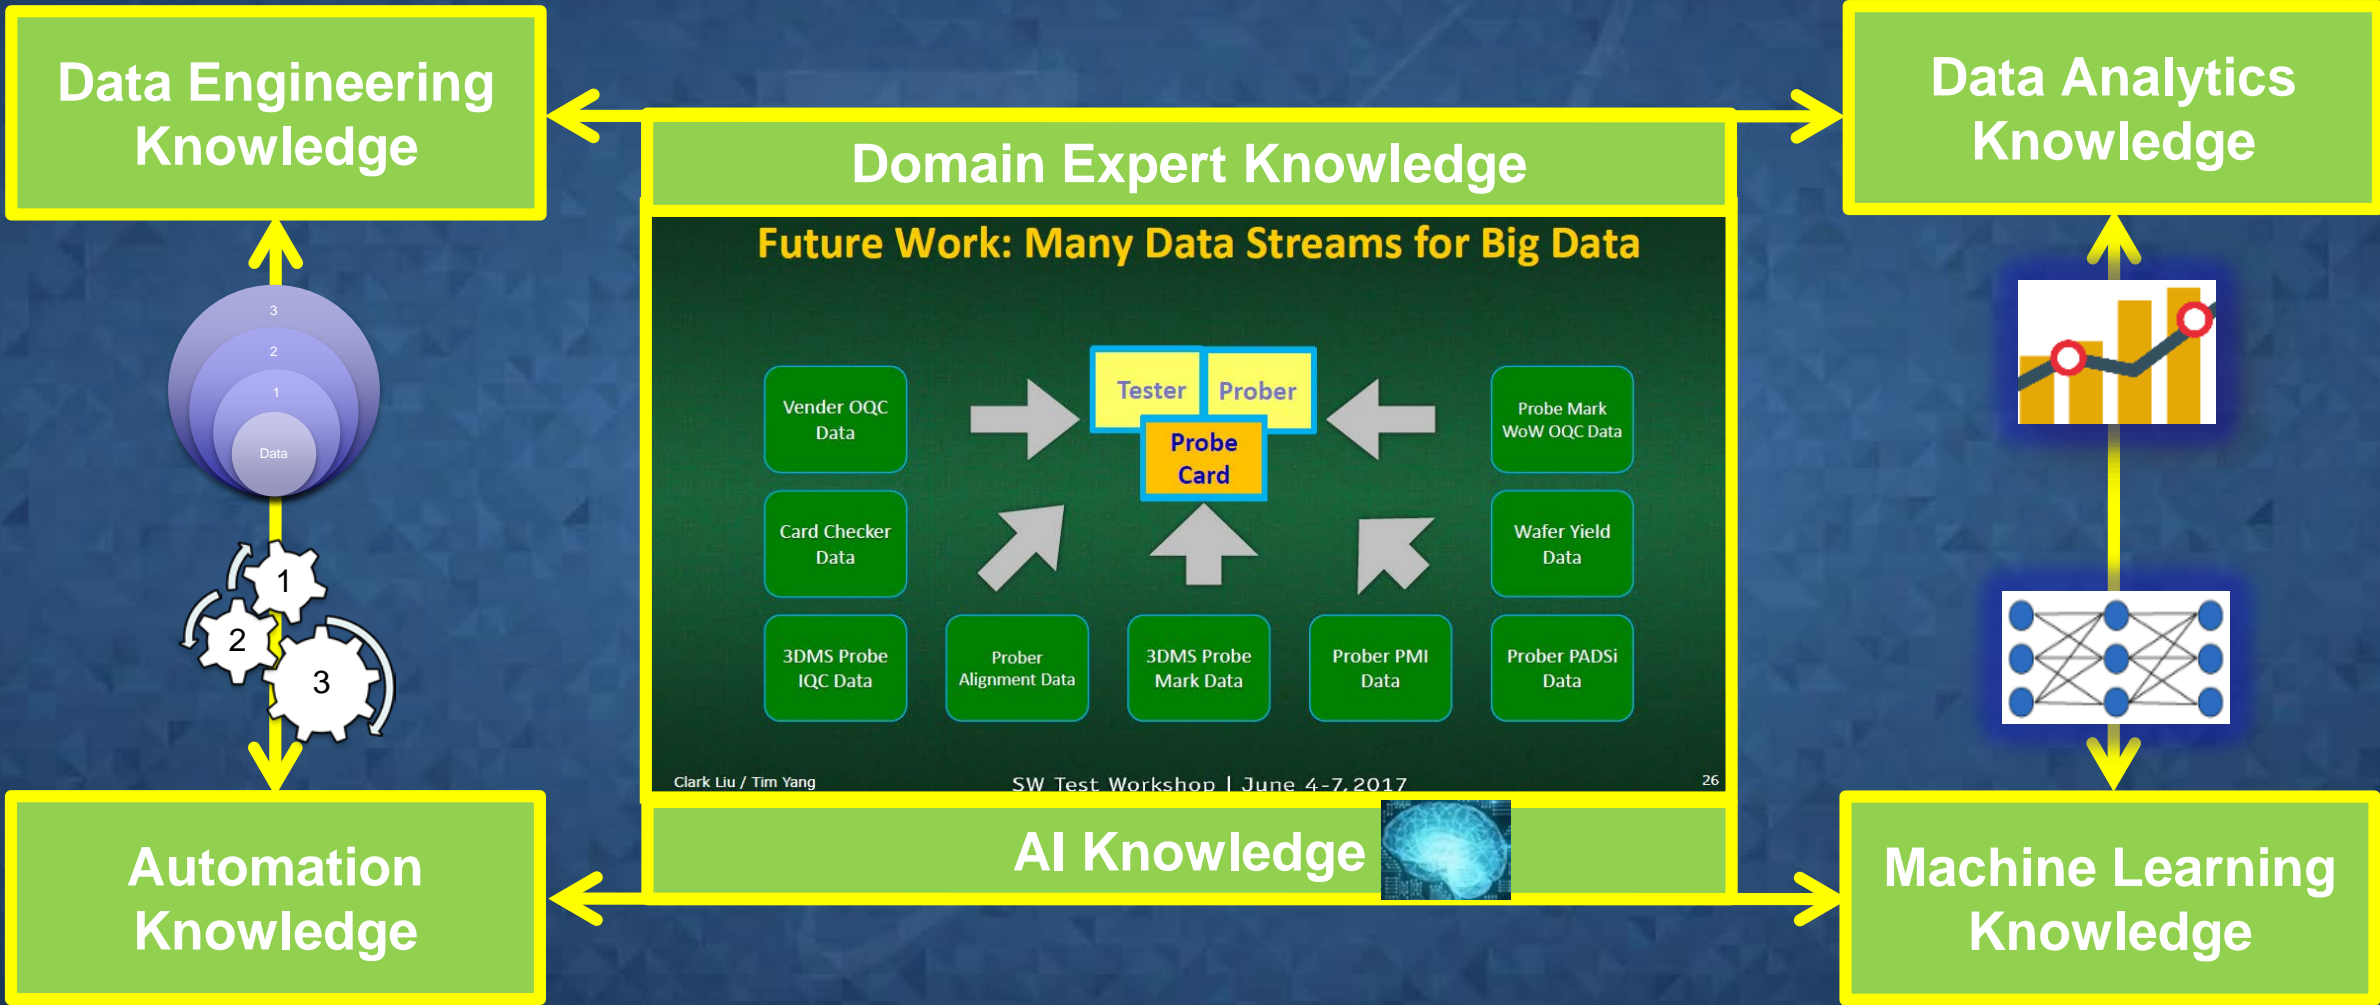 Data Engineering
Knowledge
Data Analytics
Knowledge
Domain Expert Knowledge
Future Work: Many Data Streams for Big Data
3
2
1
Data
1
2
3
Vender OQC
Data
Tester
Prober
Probe
Card
Probe Mark
WoW OQC Data
Card Checker
Data
Wafer Yield
Data
3DMS Probe
IQC Data
Prober
Alignment Data
3DMS Probe
Mark Data
Prober PMI
Data
Prober PADSi
Data
Clark Liu / Tim Yang
SW Test Workshop | June 4-7, 2017
26
AI Knowledge
Automation
Knowledge
Machine Learning
Knowledge